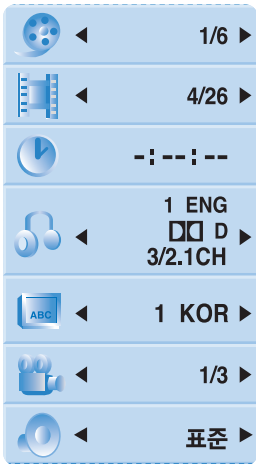 1/6
4/26
-:--:--
1 ENG
D
3/2.1CH
ABC
1 KOR
1/3
표준